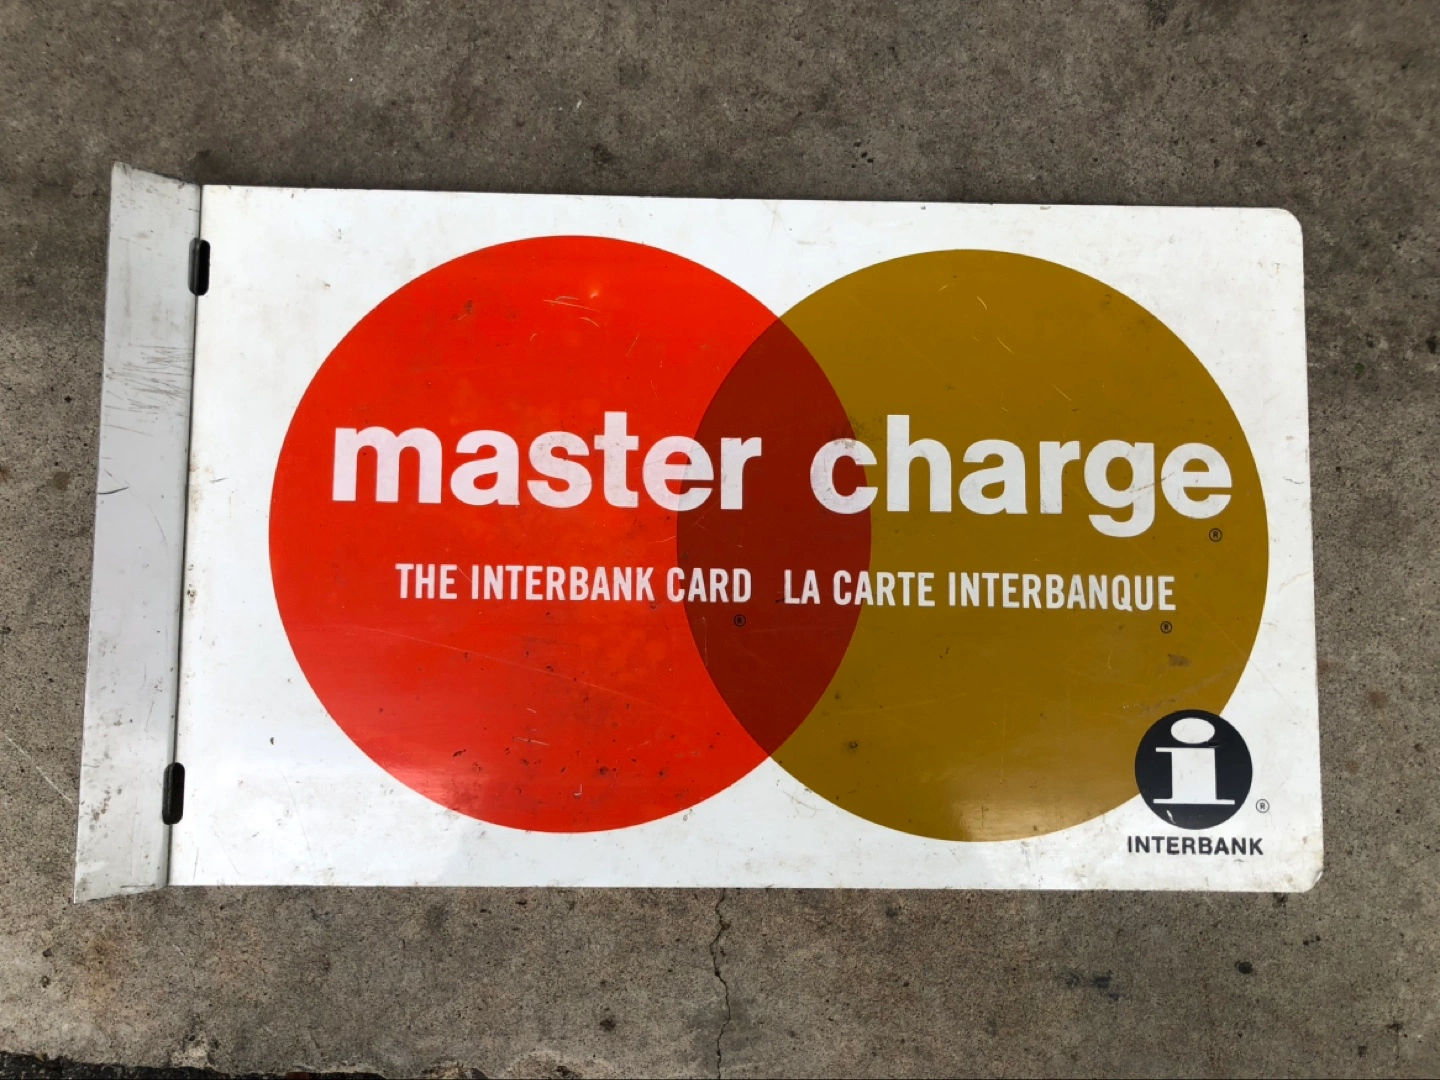 master charge
®
THE INTERBANK CARD LA CARTE INTERBANQUE
® ®
i ®
INTERBANK